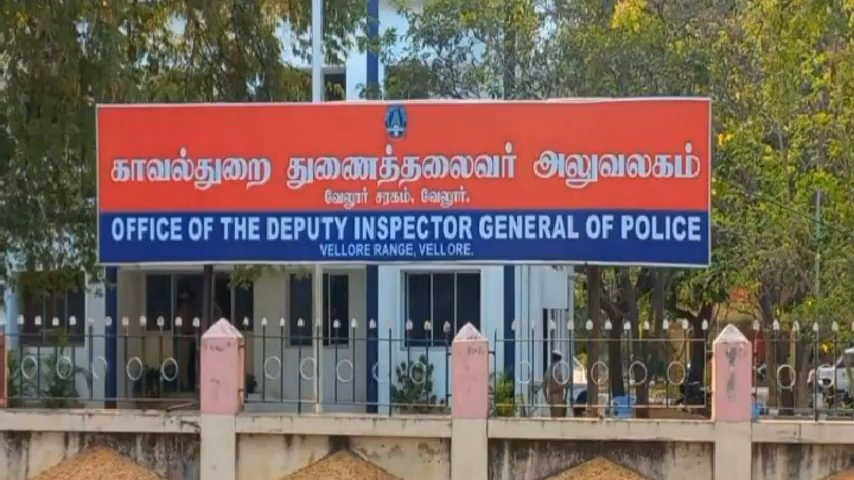 காவல்துறை துணைத்தலைவர் அலுவலகம்
வேலூர் சரகம், வேலூர்.
OFFICE OF THE DEPUTY INSPECTOR GENERAL OF POLICE
VELLORE RANGE, VELLORE.